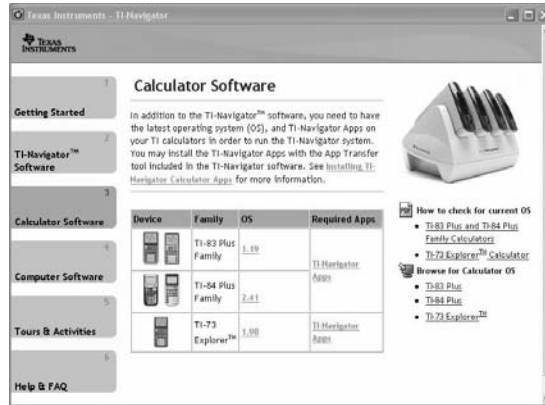 Texas Instruments - TI-Navigator
TEXAS
INSTRUMENTS
1
Getting Started
2
TI-Navigator™
Software
3
Calculator Software
4
Computer Software
5
Tours & Activities
6
Help & FAQ
Calculator Software
In addition to the TI-Navigator™ software, you need to have
the latest operating system (OS), and TI-Navigator Apps on
your TI calculators in order to run the TI-Navigator system.
You may install the TI-Navigator Apps with the App Transfer
tool included in the TI-Navigator software. See Installing TI-
Navigator Calculator Apps for more information.
Device Family OS Required Apps
TI-83 Plus
Family
1.19
TI-Navigator
Apps
TI-84 Plus
Family
2.41
TI-73
Explorer™
1.90
TI-Navigator
Apps
How to check for current OS
TI-83 Plus and TI-84 Plus
Family Calculators
TI-73 Explorer™ Calculator
Browse for Calculator OS
TI-83 Plus
TI-84 Plus
TI-73 Explorer™